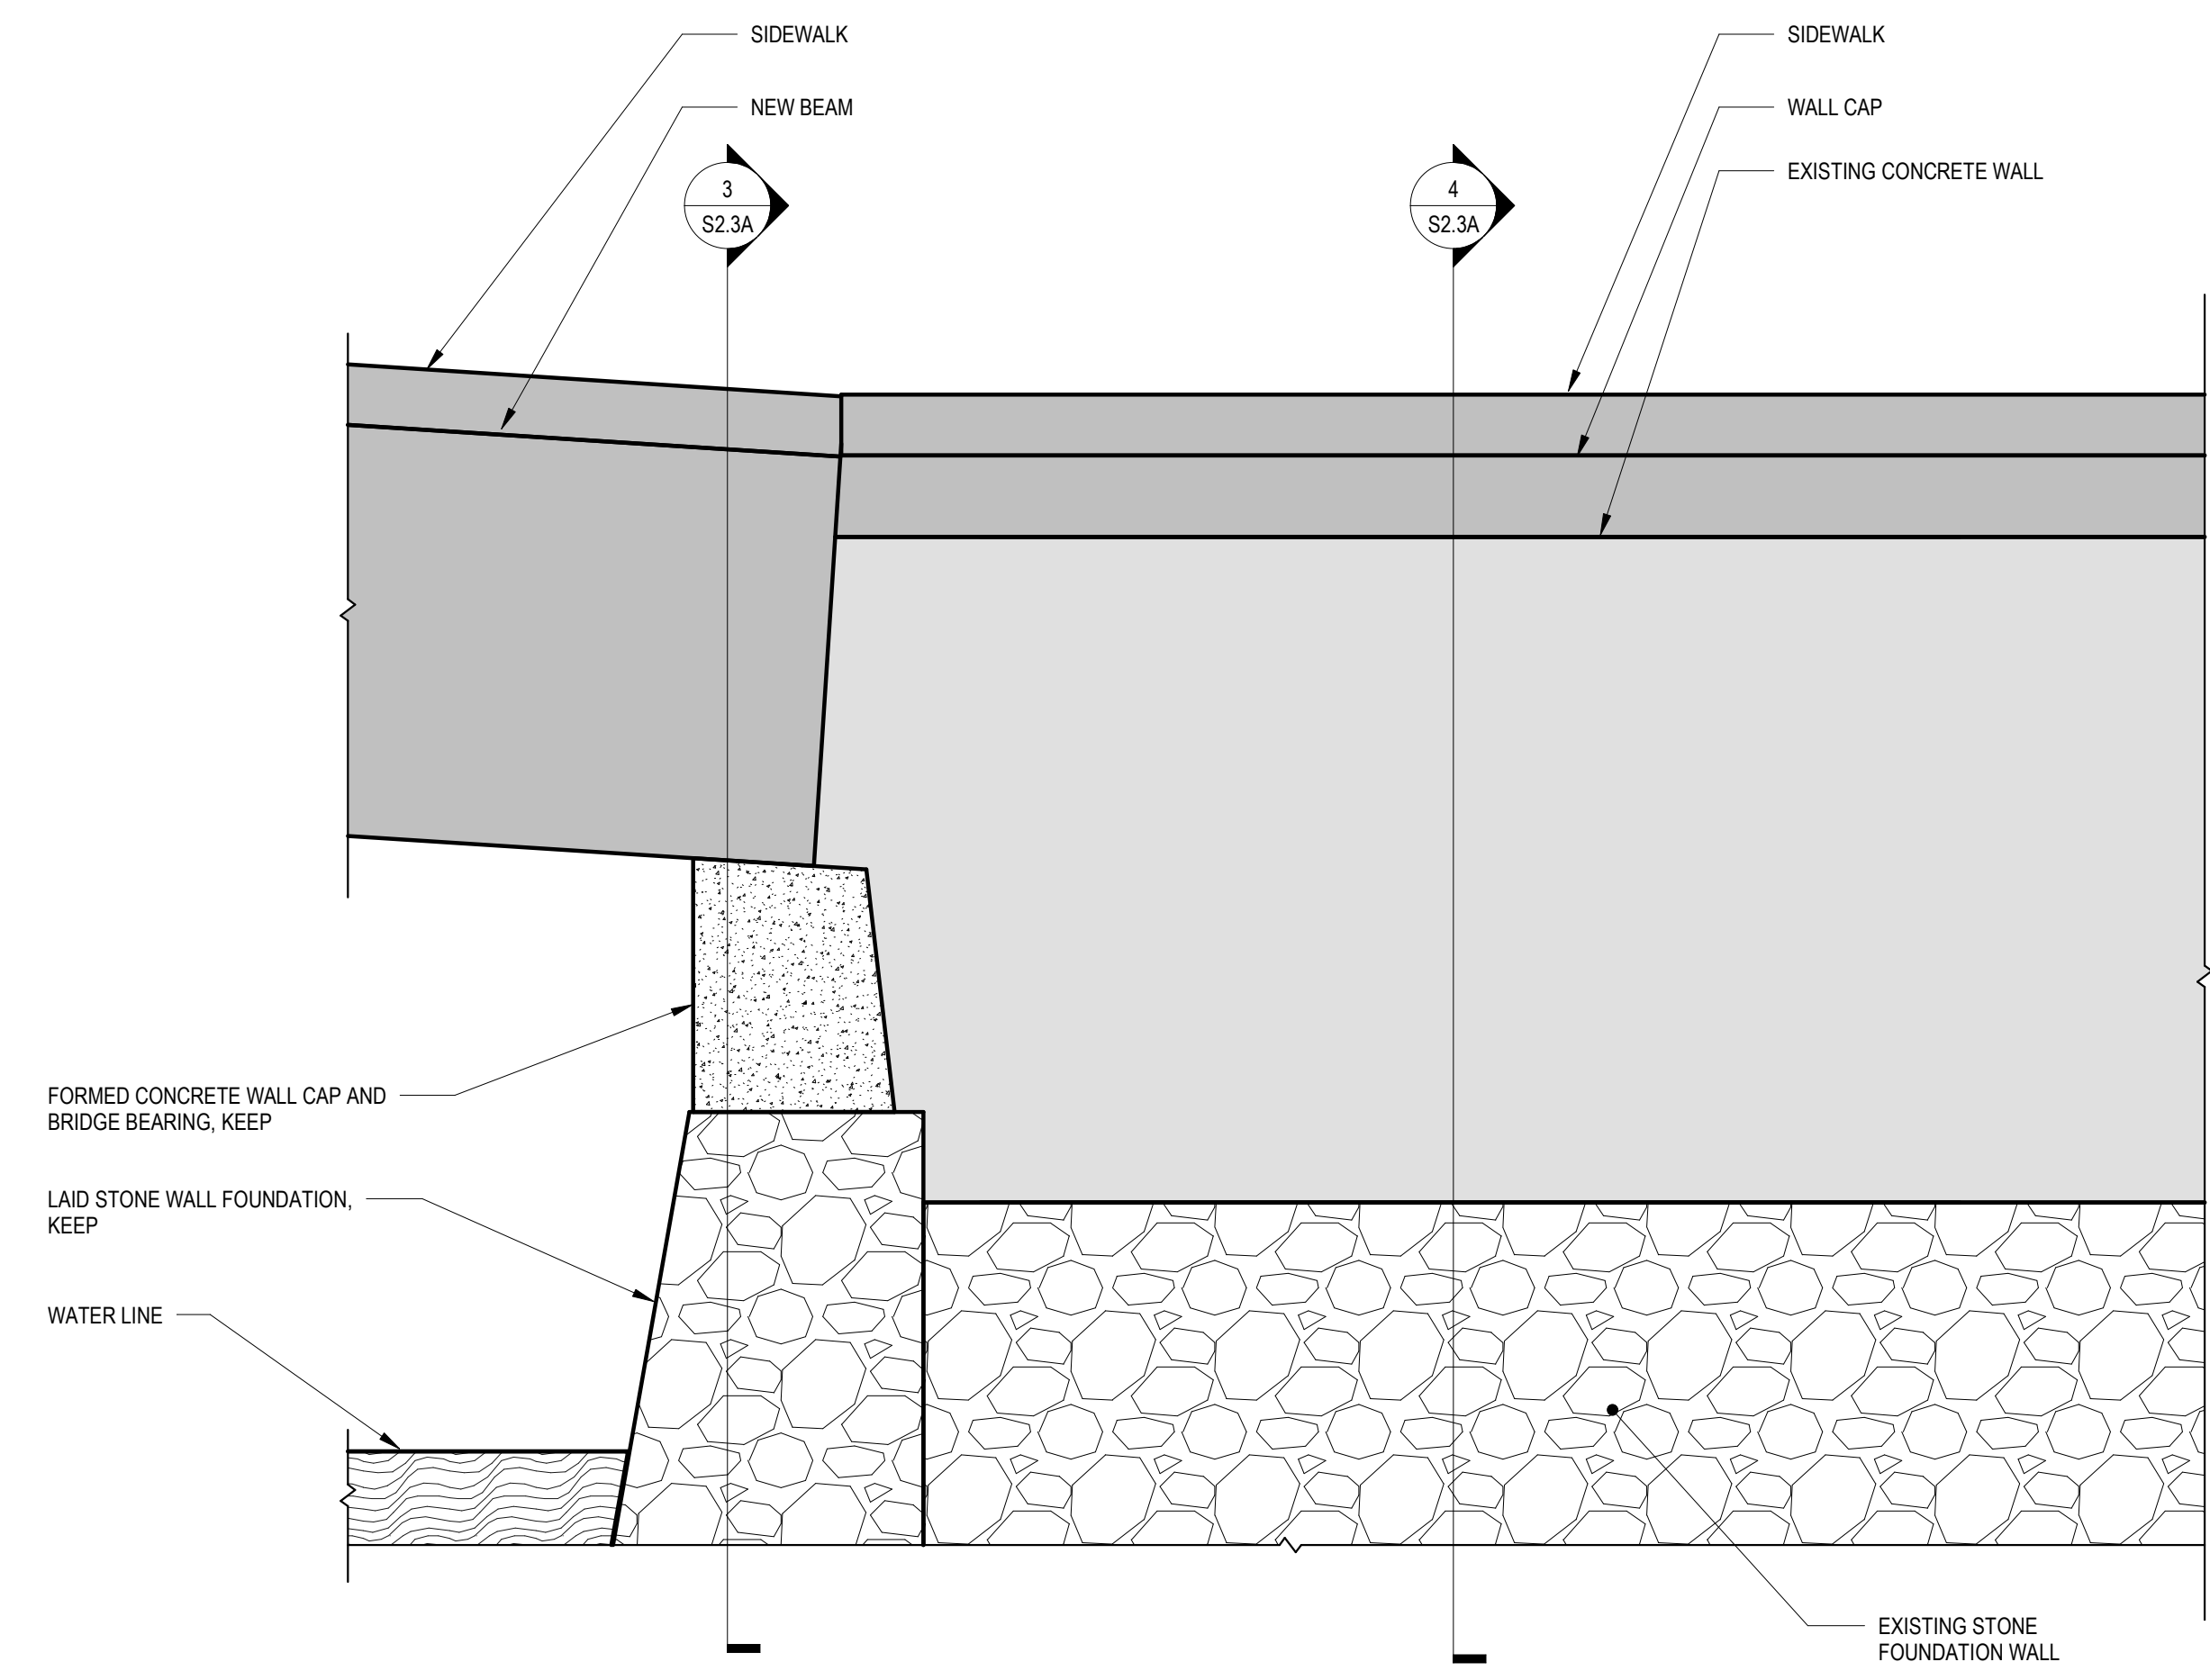 SIDEWALK
NEW BEAM
3
S2.3A
SIDEWALK
WALL CAP
EXISTING CONCRETE WALL
4
S2.3A
FORMED CONCRETE WALL CAP AND
BRIDGE BEARING, KEEP
LAID STONE WALL FOUNDATION,
KEEP
WATER LINE
EXISTING STONE
FOUNDATION WALL